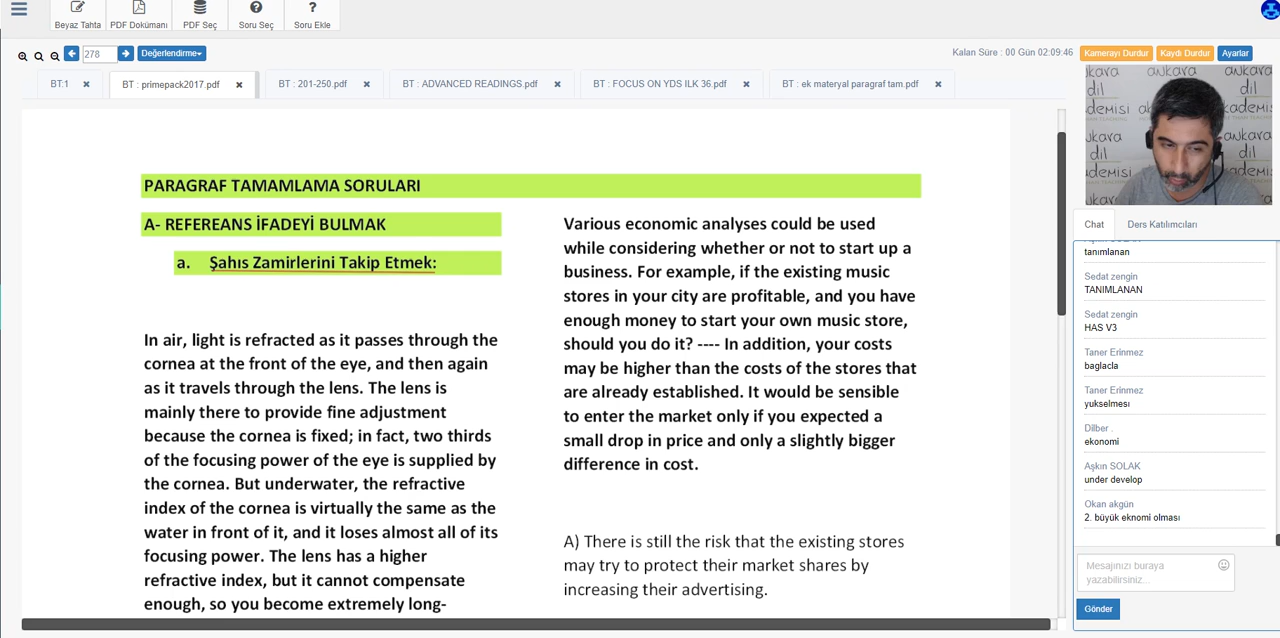 Beyaz Tahta
PDF Dokümanı
PDF Seç
Soru Seç
Soru Ekle
278
Değerlendirme
Kalan Süre : 00 Gün 02:09:46
Kamerayı Durdur
Kaydı Durdur
Ayarlar
BT:1
BT : primepack2017.pdf
BT : 201-250.pdf
BT : ADVANCED READINGS.pdf
BT : FOCUS ON YDS ILK 36.pdf
BT : ek materyal paragraf tam.pdf
PARAGRAF TAMAMLAMA SORULARI
A- REFEREANS İFADEYİ BULMAK
a. Şahıs Zamirlerini Takip Etmek:
In air, light is refracted as it passes through the
cornea at the front of the eye, and then again
as it travels through the lens. The lens is
mainly there to provide fine adjustment
because the cornea is fixed; in fact, two thirds
of the focusing power of the eye is supplied by
the cornea. But underwater, the refractive
index of the cornea is virtually the same as the
water in front of it, and it loses almost all of its
focusing power. The lens has a higher
refractive index, but it cannot compensate
enough, so you become extremely long-
Various economic analyses could be used
while considering whether or not to start up a
business. For example, if the existing music
stores in your city are profitable, and you have
enough money to start your own music store,
should you do it? ---- In addition, your costs
may be higher than the costs of the stores that
are already established. It would be sensible
to enter the market only if you expected a
small drop in price and only a slightly bigger
difference in cost.
A) There is still the risk that the existing stores
may try to protect their market shares by
increasing their advertising.
ankara
dil
akademisi
Chat
Ders Katılımcıları
Aşkın SOLAK
tanımlanan
Sedat zengin
TANIMLANAN
Sedat zengin
HAS V3
Taner Erinmez
baglacla
Taner Erinmez
yukselmesı
Dilber .
ekonomi
Aşkın SOLAK
under develop
Okan akgün
2. büyük eknomi olması
Mesajınızı buraya
yazabilirsiniz...
Gönder